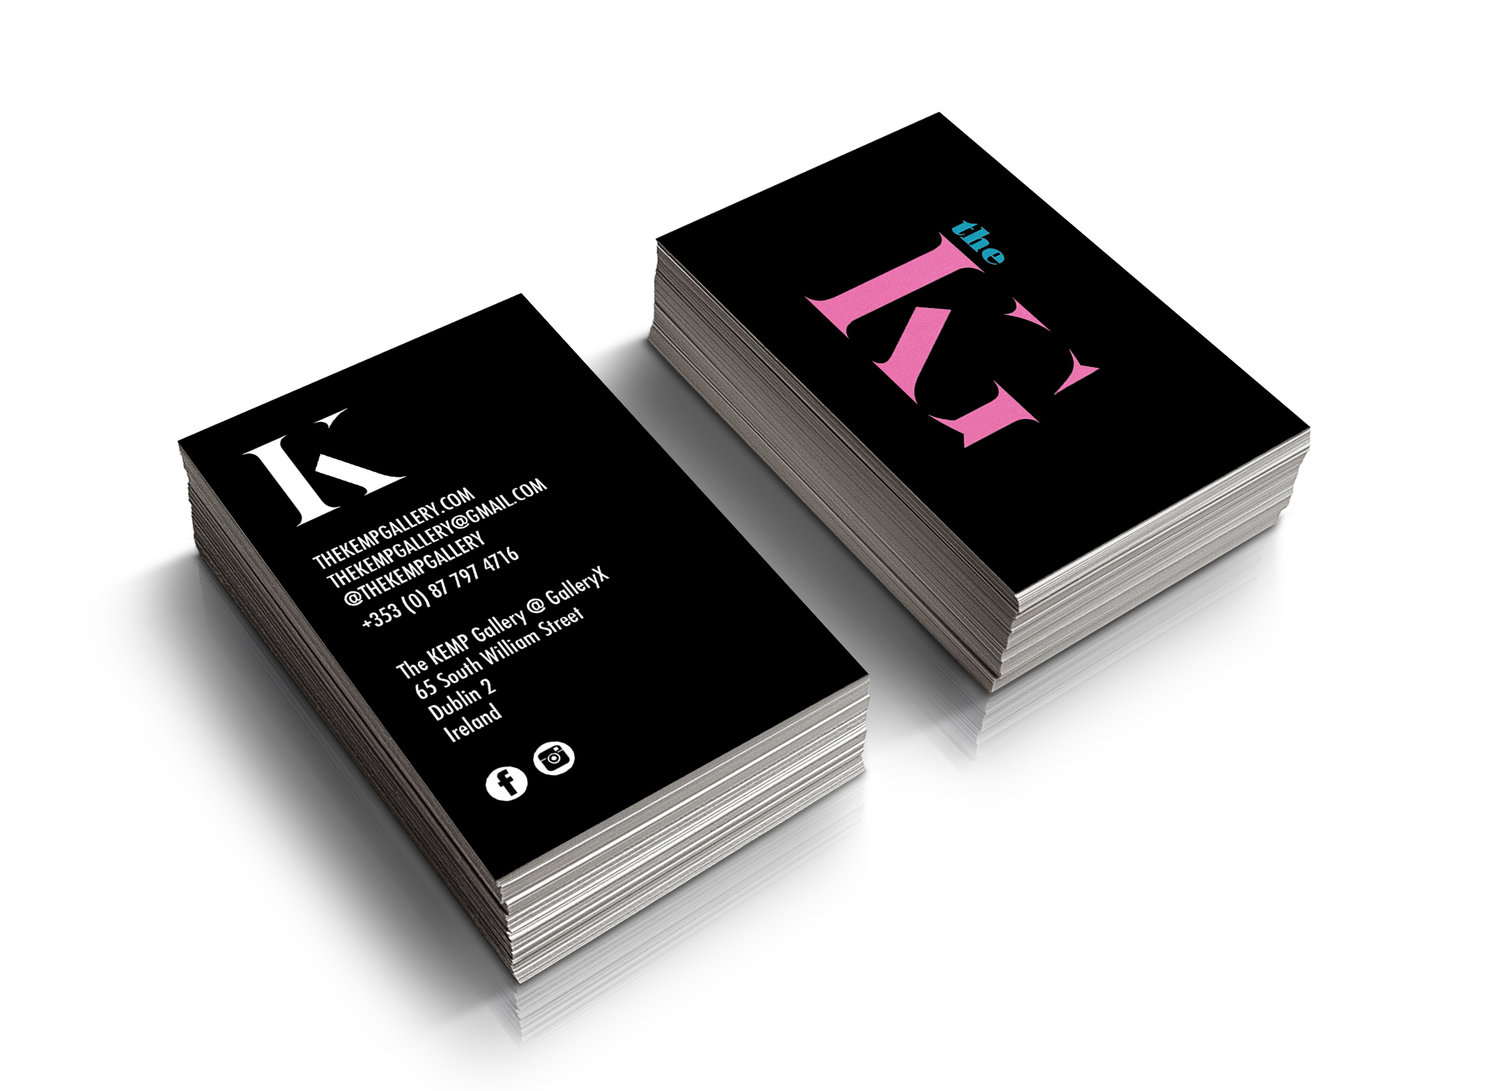 K
THEKEMPGALLERY.COM
THEKEMPGALLERY@GMAIL.COM
@THEKEMPGALLERY
+353 (0) 87 797 4716
The KEMP Gallery @ GalleryX
65 South William Street
Dublin 2
Ireland
f
the
KG